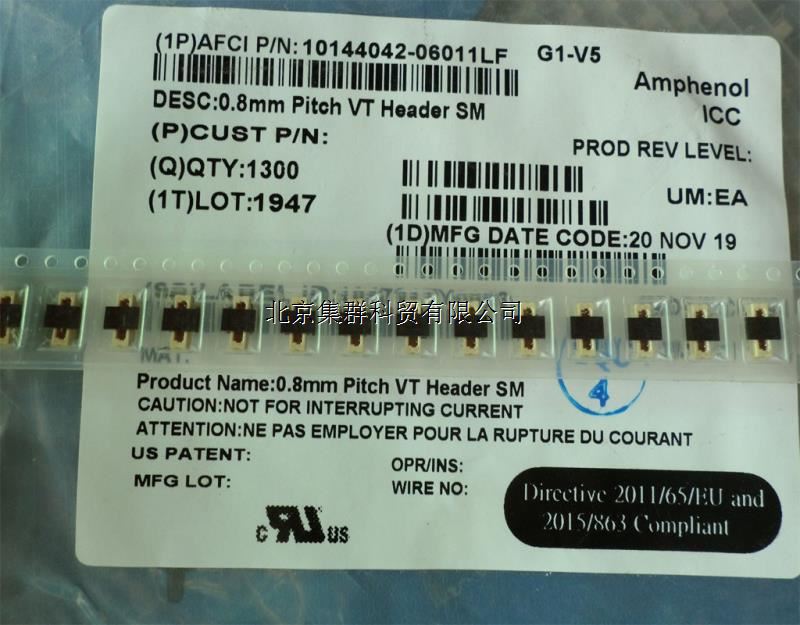 (1P)AFCI P/N: 10144042-06011LF G1-V5
Amphenol
ICC
DESC:0.8mm Pitch VT Header SM
(P)CUST P/N:
PROD REV LEVEL:
(Q)QTY:1300
UM:EA
(1T)LOT:1947
(1D)MFG DATE CODE:20 NOV 19
北京集群科贸有限公司
MAT.
4
Product Name:0.8mm Pitch VT Header SM
CAUTION:NOT FOR INTERRUPTING CURRENT
ATTENTION:NE PAS EMPLOYER POUR LA RUPTURE DU COURANT
US PATENT:
OPR/INS:
MFG LOT:
WIRE NO:
Directive 2011/65/EU and
2015/863 Compliant
c RU US